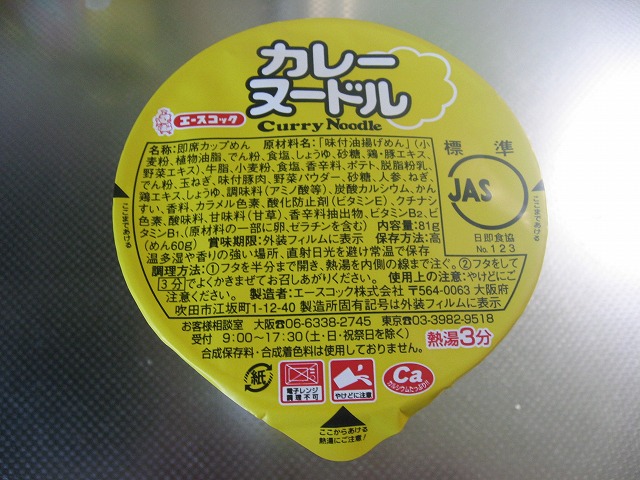 カレー
ヌードル
エースコック
Curry Noodle
名称:即席カップめん 原材料名:「味付油揚げめん」(小
麦粉、植物油脂、でん粉、食塩、しょうゆ、砂糖、鶏・豚エキス、
野菜エキス)、牛脂、小麦粉、食塩、香辛料、ポテト、脱脂粉乳、
でん粉、玉ねぎ、味付豚肉、野菜パウダー、砂糖、人参、ねぎ、
鶏エキス、しょうゆ、調味料(アミノ酸等)、炭酸カルシウム、かん
すい、香料、カラメル色素、酸化防止剤(ビタミンE)、クチナシ
色素、酸味料、甘味料(甘草)、香辛料抽出物、ビタミンB2、ビ
タミンB1、(原材料の一部に卵、ゼラチンを含む) 内容量:81g
(めん60g) 賞味期限:外装フィルムに表示 保存方法:高
温多湿や香りの強い場所、直射日光を避け常温で保存
調理方法:①フタを半分まで開き、熱湯を内側の線まで注ぐ。②フタをして
3分でよくかきまぜてお召しあがりください。 使用上の注意:やけどにご
注意ください。 製造者:エースコック株式会社 〒564-0063 大阪府
吹田市江坂町1-12-40 製造所固有記号は外装フィルムに表示
お客様相談室 大阪☎06-6338-2745 東京☎03-3982-9518
受付 9:00~17:30(土・日・祝祭日を除く)
合成保存料・合成着色料は使用しておりません。
標準
JAS
日即食協
No.123
熱湯3分
ここまであける
ここまであける
紙
電子レンジ
調理不可
やけどに注意
Ca
カルシウムたっぷり!!
ここからあける
熱湯にご注意!